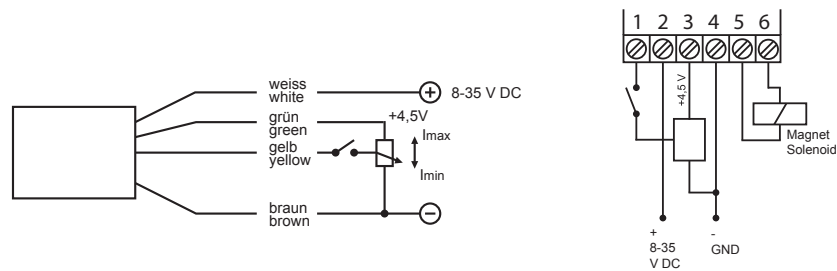 weiss
white
8-35 V DC
grün
green
+4,5V
Imax
gelb
yellow
Imin
braun
brown
1 2 3 4 5 6
+4,5 V
Magnet
Solenoid
+
8-35
V DC
-
GND